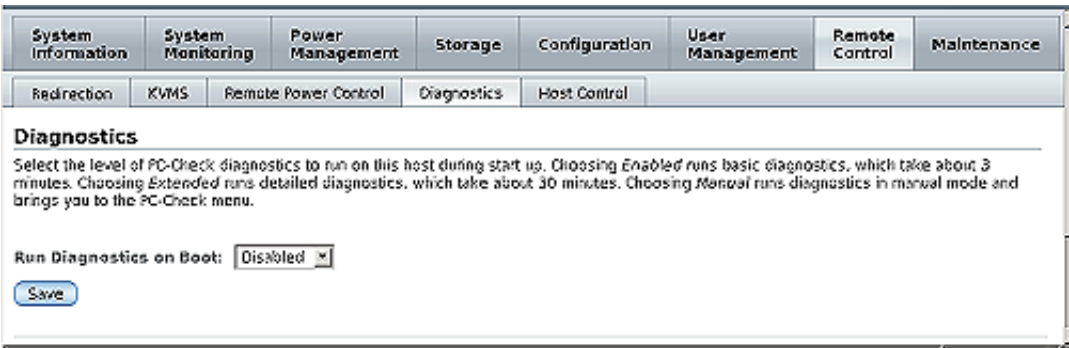 System Information
System Monitoring
Power Management
Storage
Configuration
User Management
Remote Control
Maintenance
Redirection
KVMS
Remote Power Control
Diagnostics
Host Control
Diagnostics
Select the level of PC-Check diagnostics to run on this host during start up. Choosing Enabled runs basic diagnostics, which take about 3
minutes. Choosing Extended runs detailed diagnostics, which take about 30 minutes. Choosing Manual runs diagnostics in manual mode and
brings you to the PC-Check menu.
Run Diagnostics on Boot: Disabled
Save